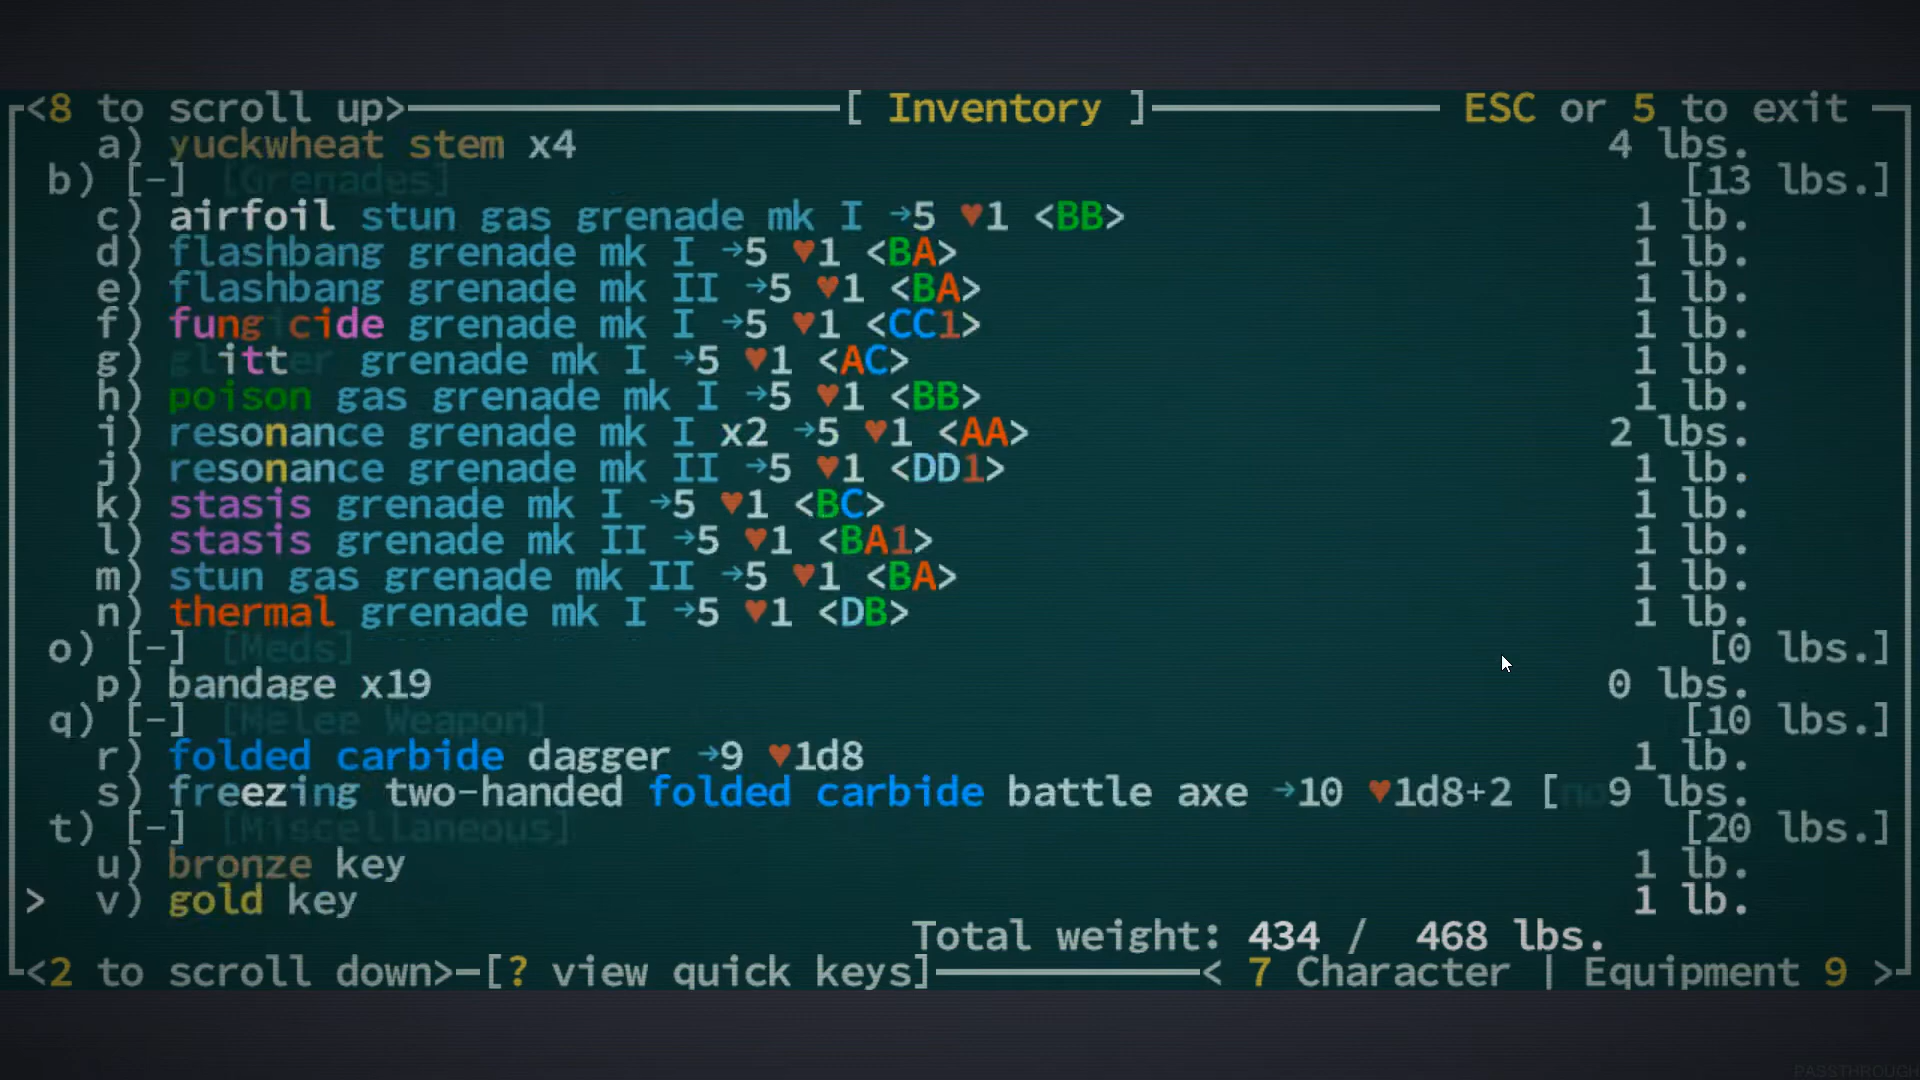 <8 to scroll up> [ Inventory ] ESC or 5 to exit
a) yuckwheat stem x4 4 lbs.
b) [-] [Grenades] [13 lbs.]
c) airfoil stun gas grenade mk I →5 ♥1 <BB> 1 lb.
d) flashbang grenade mk I →5 ♥1 <BA> 1 lb.
e) flashbang grenade mk II →5 ♥1 <BA> 1 lb.
f) fung cide grenade mk I →5 ♥1 <CC1> 1 lb.
g) glitter grenade mk I →5 ♥1 <AC> 1 lb.
h) poison gas grenade mk I →5 ♥1 <BB> 1 lb.
i) resonance grenade mk I x2 →5 ♥1 <AA> 2 lbs.
j) resonance grenade mk II →5 ♥1 <DD1> 1 lb.
k) stasis grenade mk I →5 ♥1 <BC> 1 lb.
l) stasis grenade mk II →5 ♥1 <BA1> 1 lb.
m) stun gas grenade mk II →5 ♥1 <BA> 1 lb.
n) thermal grenade mk I →5 ♥1 <DB> 1 lb.
o) [-] [Meds] [0 lbs.]
p) bandage x19 0 lbs.
q) [-] [Melee Weapon] [10 lbs.]
r) folded carbide dagger →9 ♥1d8 1 lb.
s) freezing two-handed folded carbide battle axe →10 ♥1d8+2 [no 9 lbs.
t) [-] [Miscellaneous] [20 lbs.]
u) bronze key 1 lb.
> v) gold key 1 lb.
Total weight: 434 / 468 lbs.
<2 to scroll down> [? view quick keys] < 7 Character | Equipment 9 >
PASSTHROUGH